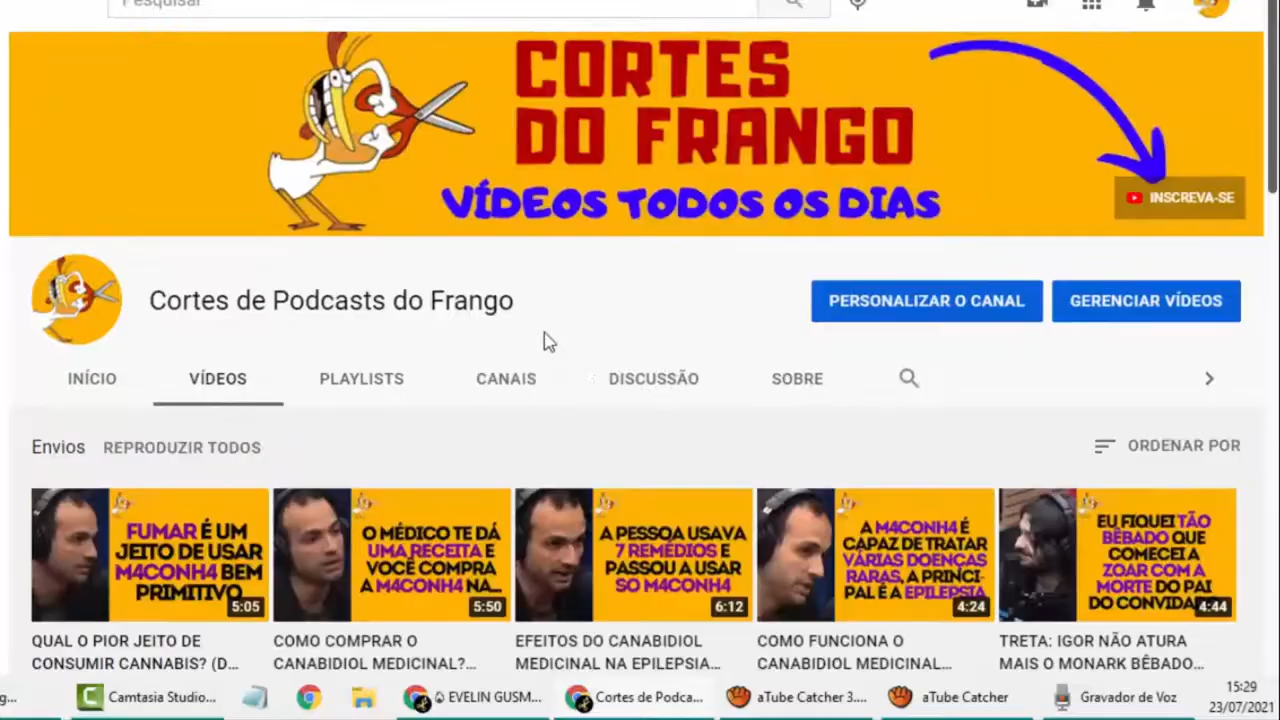 Pesquisar
CORTES
DO FRANGO
VÍDEOS TODOS OS DIAS
INSCREVA-SE
Cortes de Podcasts do Frango
PERSONALIZAR O CANAL
GERENCIAR VÍDEOS
INÍCIO
VÍDEOS
PLAYLISTS
CANAIS
DISCUSSÃO
SOBRE
Envios
REPRODUZIR TODOS
ORDENAR POR
FUMAR É UM
JEITO DE USAR
M4CONH4 BEM
PRIMITIVO
5:05
O MÉDICO TE DÁ
UMA RECEITA E
VOCÊ COMPRA
A M4CONH4 NA...
5:50
A PESSOA USAVA
7 REMÉDIOS E
PASSOU A USAR
SO M4CONH4
6:12
A M4CONH4 É
CAPAZ DE TRATAR
VÁRIAS DOENÇAS
RARAS, A PRINCI-
PAL É A EPILEPSIA
4:24
EU FIQUEI TÃO
BÊBADO QUE
COMECEI A
ZOAR COM A
MORTE DO PAI
DO CONVIDA
4:44
QUAL O PIOR JEITO DE
CONSUMIR CANNABIS? (D...
COMO COMPRAR O
CANABIDIOL MEDICINAL?...
EFEITOS DO CANABIDIOL
MEDICINAL NA EPILEPSIA...
COMO FUNCIONA O
CANABIDIOL MEDICINAL...
TRETA: IGOR NÃO ATURA
MAIS O MONARK BÊBADO...
g...
Camtasia Studio...
EVELIN GUSM...
Cortes de Podca...
aTube Catcher 3....
aTube Catcher
Gravador de Voz
15:29
23/07/2021